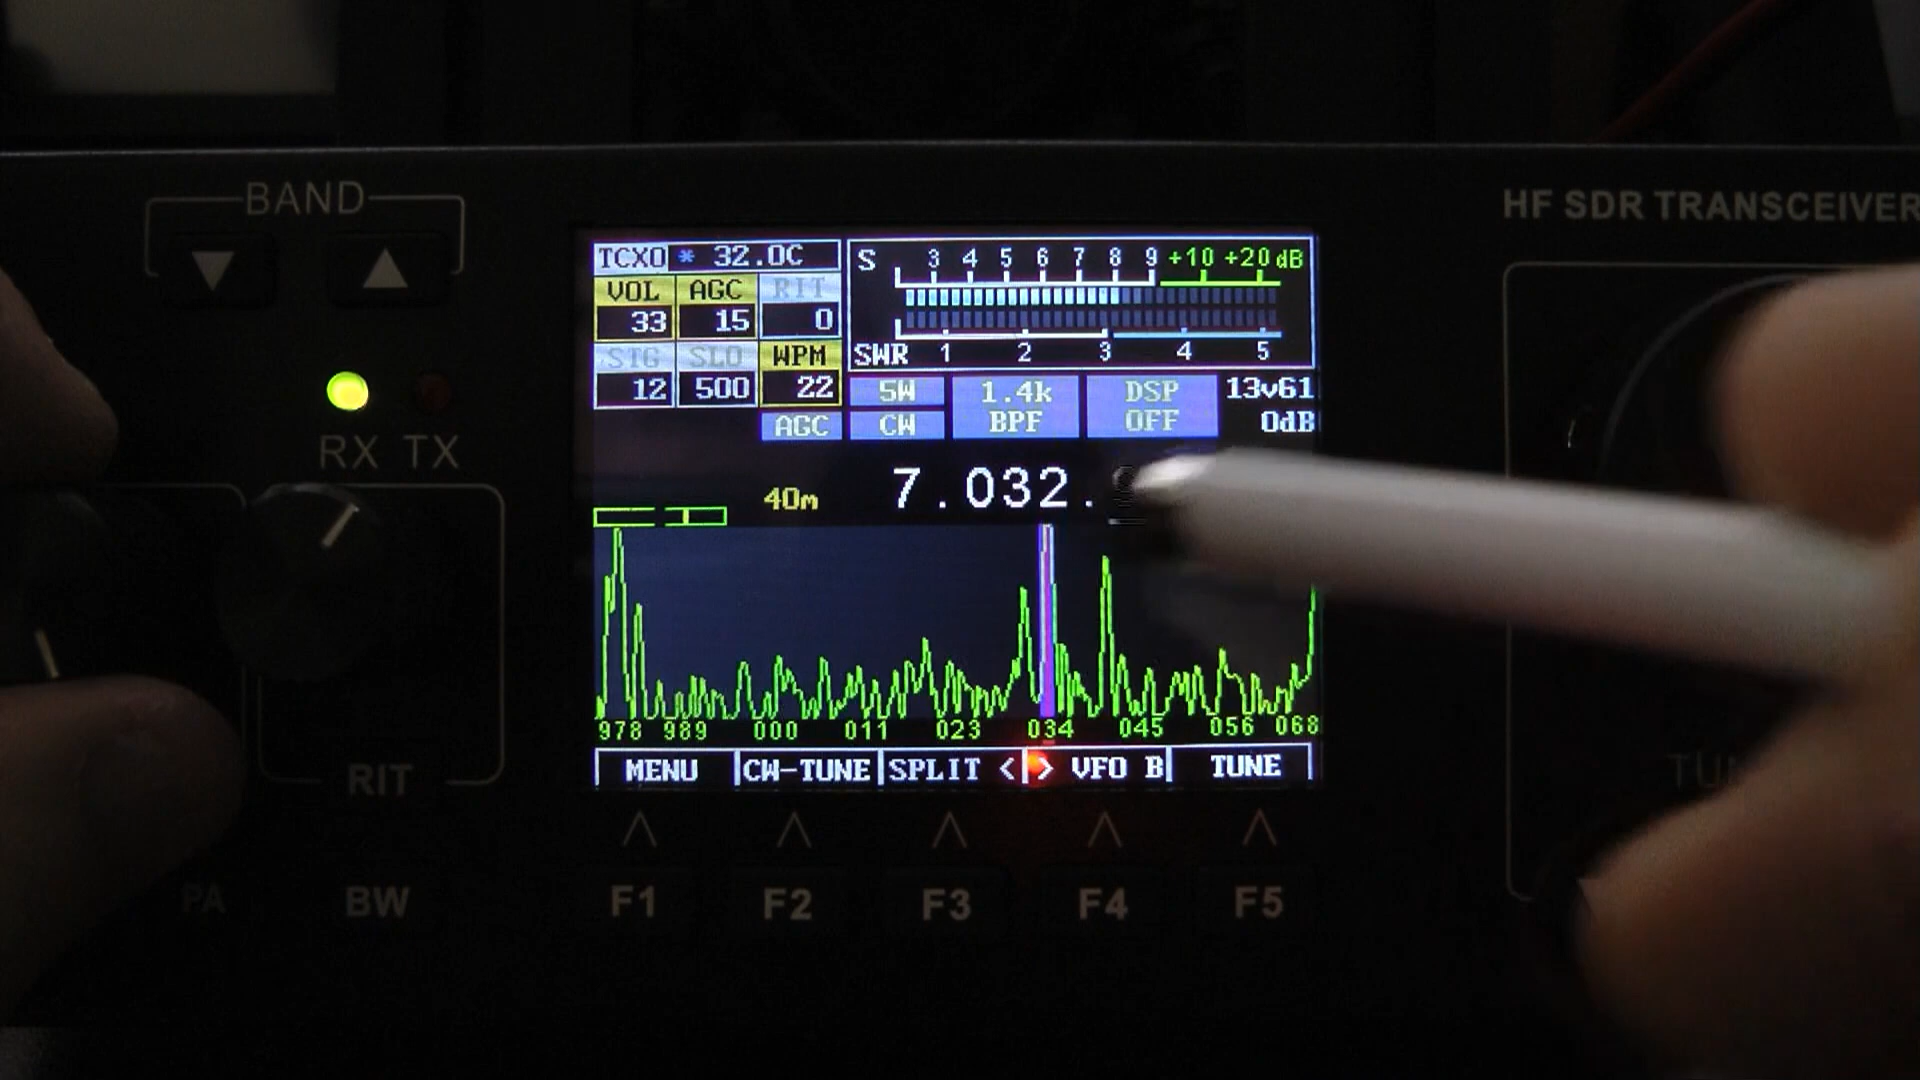 BAND
HF SDR TRANSCEIVER
TCXO * 32.0C
VOL AGC RIT
33 15 0
STG SLO WPM
12 500 22
AGC
S 3 4 5 6 7 8 9 +10 +20 dB
SWR 1 2 3 4 5
5W 1.4k DSP 13v61
CW BPF OFF 0dB
RX TX
40m 7.032.
978 989 000 011 023 034 045 056 068
MENU CW-TUNE SPLIT < > VFO B TUNE
RIT
PA BW F1 F2 F3 F4 F5